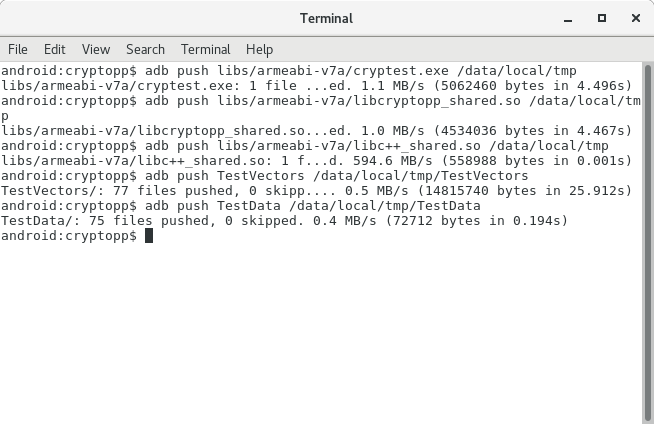 Terminal
File Edit View Search Terminal Help
android:cryptopp$ adb push libs/armeabi-v7a/cryptest.exe /data/local/tmp
libs/armeabi-v7a/cryptest.exe: 1 file ...ed. 1.1 MB/s (5062460 bytes in 4.496s)
android:cryptopp$ adb push libs/armeabi-v7a/libcryptopp_shared.so /data/local/tm
p
libs/armeabi-v7a/libcryptopp_shared.so...ed. 1.0 MB/s (4534036 bytes in 4.467s)
android:cryptopp$ adb push libs/armeabi-v7a/libc++_shared.so /data/local/tmp
libs/armeabi-v7a/libc++_shared.so: 1 f...d. 594.6 MB/s (558988 bytes in 0.001s)
android:cryptopp$ adb push TestVectors /data/local/tmp/TestVectors
TestVectors/: 77 files pushed, 0 skipp.... 0.5 MB/s (14815740 bytes in 25.912s)
android:cryptopp$ adb push TestData /data/local/tmp/TestData
TestData/: 75 files pushed, 0 skipped. 0.4 MB/s (72712 bytes in 0.194s)
android:cryptopp$